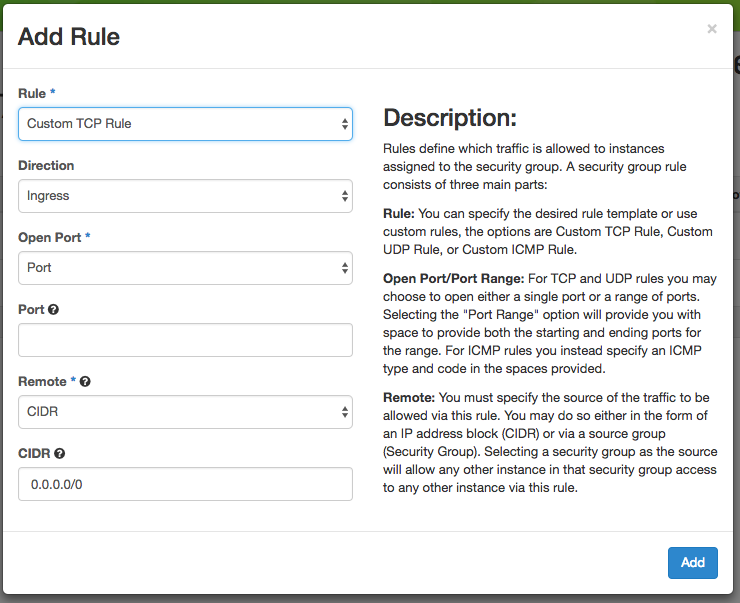 Add Rule
×
Rule *
Custom TCP Rule
Direction
Ingress
Open Port *
Port
Port
Remote *
CIDR
CIDR
0.0.0.0/0
Description:
Rules define which traffic is allowed to instances
assigned to the security group. A security group rule
consists of three main parts:
Rule: You can specify the desired rule template or use
custom rules, the options are Custom TCP Rule, Custom
UDP Rule, or Custom ICMP Rule.
Open Port/Port Range: For TCP and UDP rules you may
choose to open either a single port or a range of ports.
Selecting the "Port Range" option will provide you with
space to provide both the starting and ending ports for
the range. For ICMP rules you instead specify an ICMP
type and code in the spaces provided.
Remote: You must specify the source of the traffic to be
allowed via this rule. You may do so either in the form of
an IP address block (CIDR) or via a source group
(Security Group). Selecting a security group as the source
will allow any other instance in that security group access
to any other instance via this rule.
Add